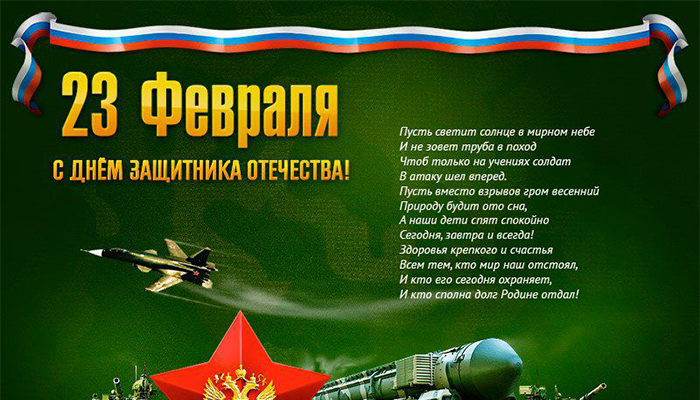 23 Февраля
С ДНЁМ ЗАЩИТНИКА ОТЕЧЕСТВА!
Пусть светит солнце в мирном небе
И не зовет труба в поход
Чтоб только на учениях солдат
В атаку шел вперед.
Пусть вместо взрывов гром весенний
Природу будит ото сна,
А наши дети спят спокойно
Сегодня, завтра и всегда!
Здоровья крепкого и счастья
Всем тем, кто мир наш отстоял,
И кто его сегодня охраняет,
И кто сполна долг Родине отдал!